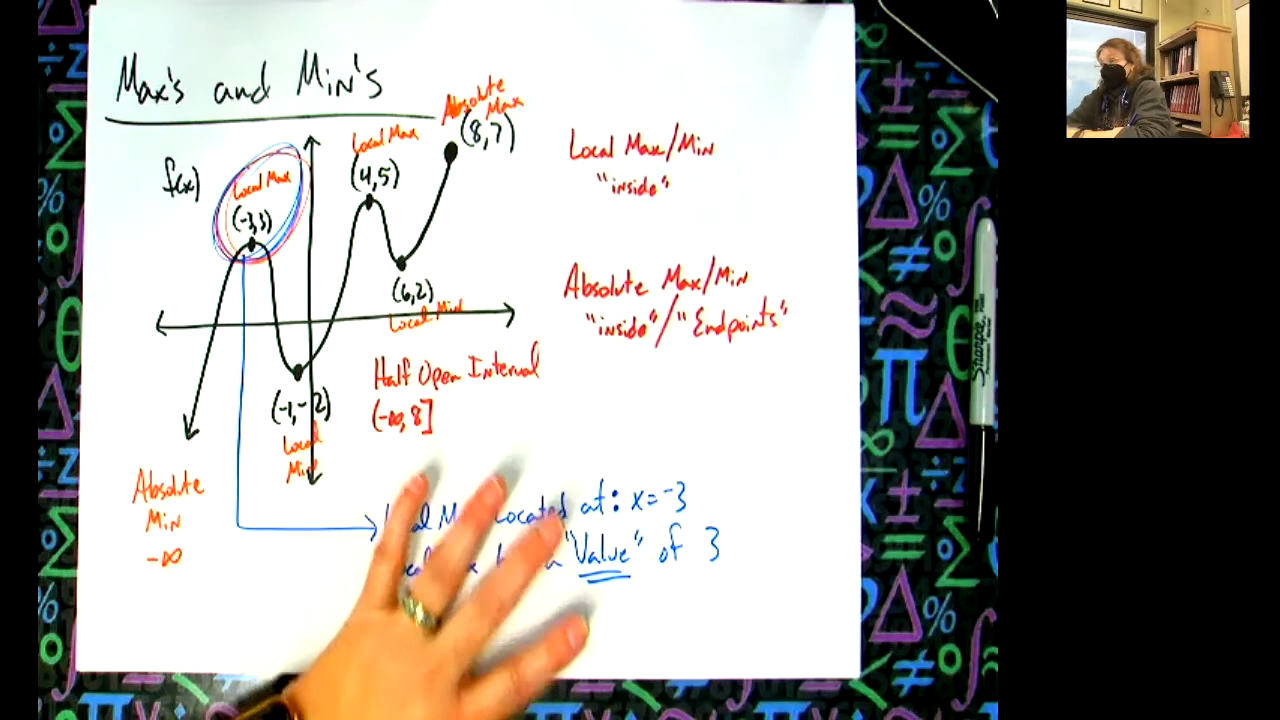 Max's and Min's
f(x)
Local Max
(-3,3)
Local Max
(4,5)
Absolute
Max
(8,7)
(6,2)
Local Min
(-1,-2)
Local
Min
Absolute
Min
-∞
Half Open Interval
(-∞, 8]
Local Max/Min
"inside"
Absolute Max/Min
"inside"/"Endpoints"
Located at: x=-3
a "Value" of 3
Sharpie